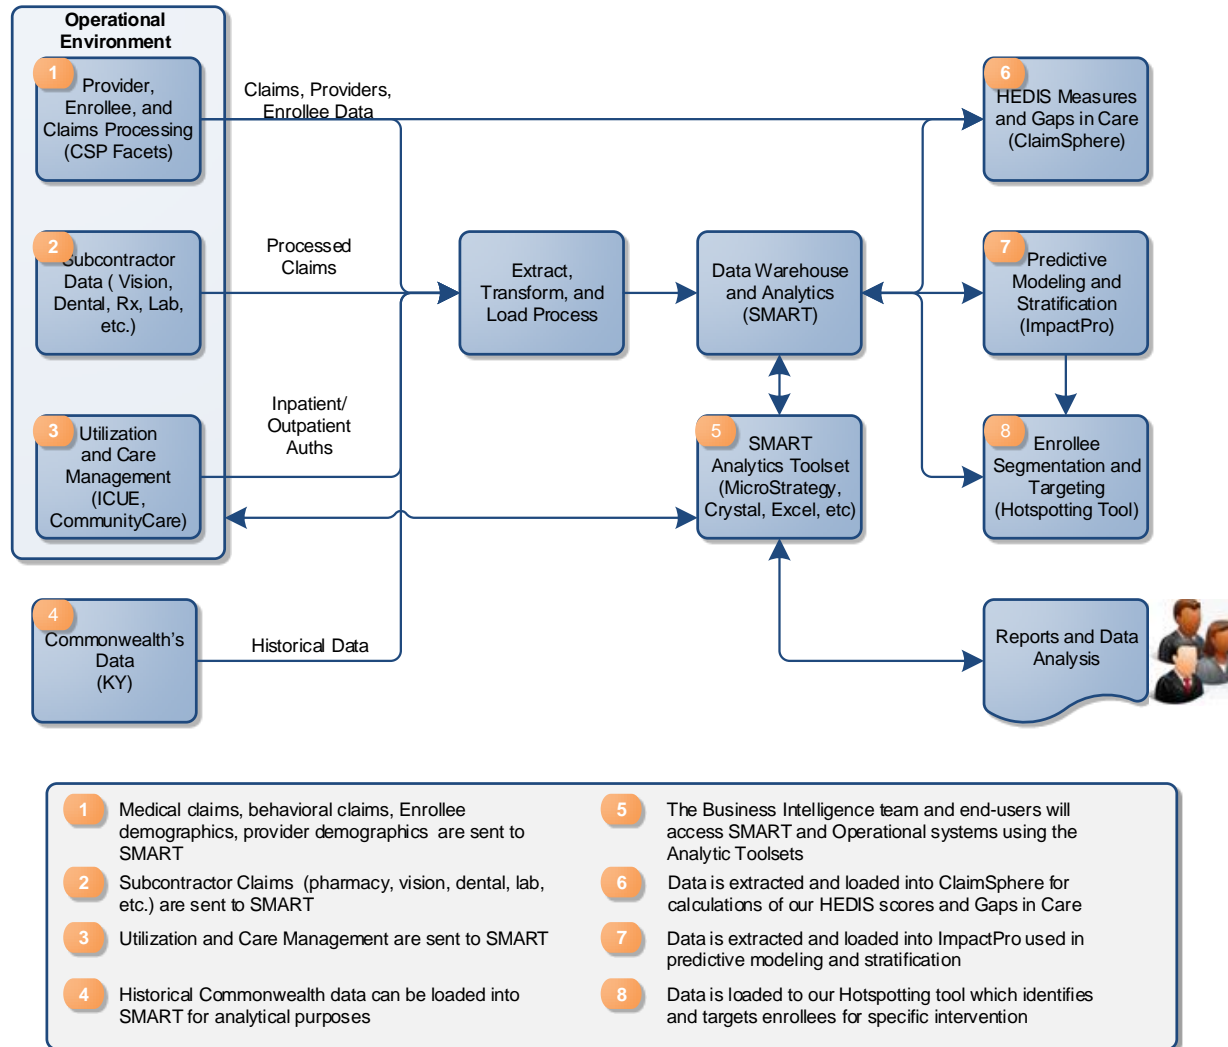 Operational
Environment
1
Provider,
Enrollee, and
Claims Processing
(CSP Facets)
Claims, Providers,
Enrollee Data
6
HEDIS Measures
and Gaps in Care
(ClaimSphere)
2
Subcontractor
Data ( Vision,
Dental, Rx, Lab,
etc.)
Processed
Claims
Extract,
Transform, and
Load Process
Data Warehouse
and Analytics
(SMART)
7
Predictive
Modeling and
Stratification
(ImpactPro)
3
Utilization
and Care
Management
(ICUE,
CommunityCare)
Inpatient/
Outpatient
Auths
5
SMART
Analytics Toolset
(MicroStrategy,
Crystal, Excel, etc)
8
Enrollee
Segmentation and
Targeting
(Hotspotting Tool)
4
Commonwealth's
Data
(KY)
Historical Data
Reports and Data
Analysis
1
Medical claims, behavioral claims, Enrollee
demographics, provider demographics are sent to
SMART
2
Subcontractor Claims (pharmacy, vision, dental, lab,
etc.) are sent to SMART
3
Utilization and Care Management are sent to SMART
4
Historical Commonwealth data can be loaded into
SMART for analytical purposes
5
The Business Intelligence team and end-users will
access SMART and Operational systems using the
Analytic Toolsets
6
Data is extracted and loaded into ClaimSphere for
calculations of our HEDIS scores and Gaps in Care
7
Data is extracted and loaded into ImpactPro used in
predictive modeling and stratification
8
Data is loaded to our Hotspotting tool which identifies
and targets enrollees for specific intervention